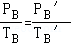 P_B / T_B = P_B′ / T_B′